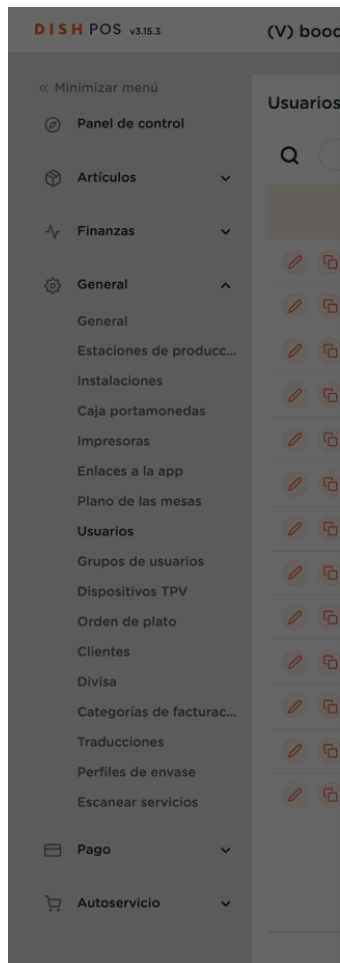 DISH POS v3.15.3
(V) bood
« Minimizar menú
Usuarios
Panel de control
Artículos
Finanzas
General
General
Estaciones de producc...
Instalaciones
Caja portamonedas
Impresoras
Enlaces a la app
Plano de las mesas
Usuarios
Grupos de usuarios
Dispositivos TPV
Orden de plato
Clientes
Divisa
Categorías de facturac...
Traducciones
Perfiles de envase
Escanear servicios
Pago
Autoservicio